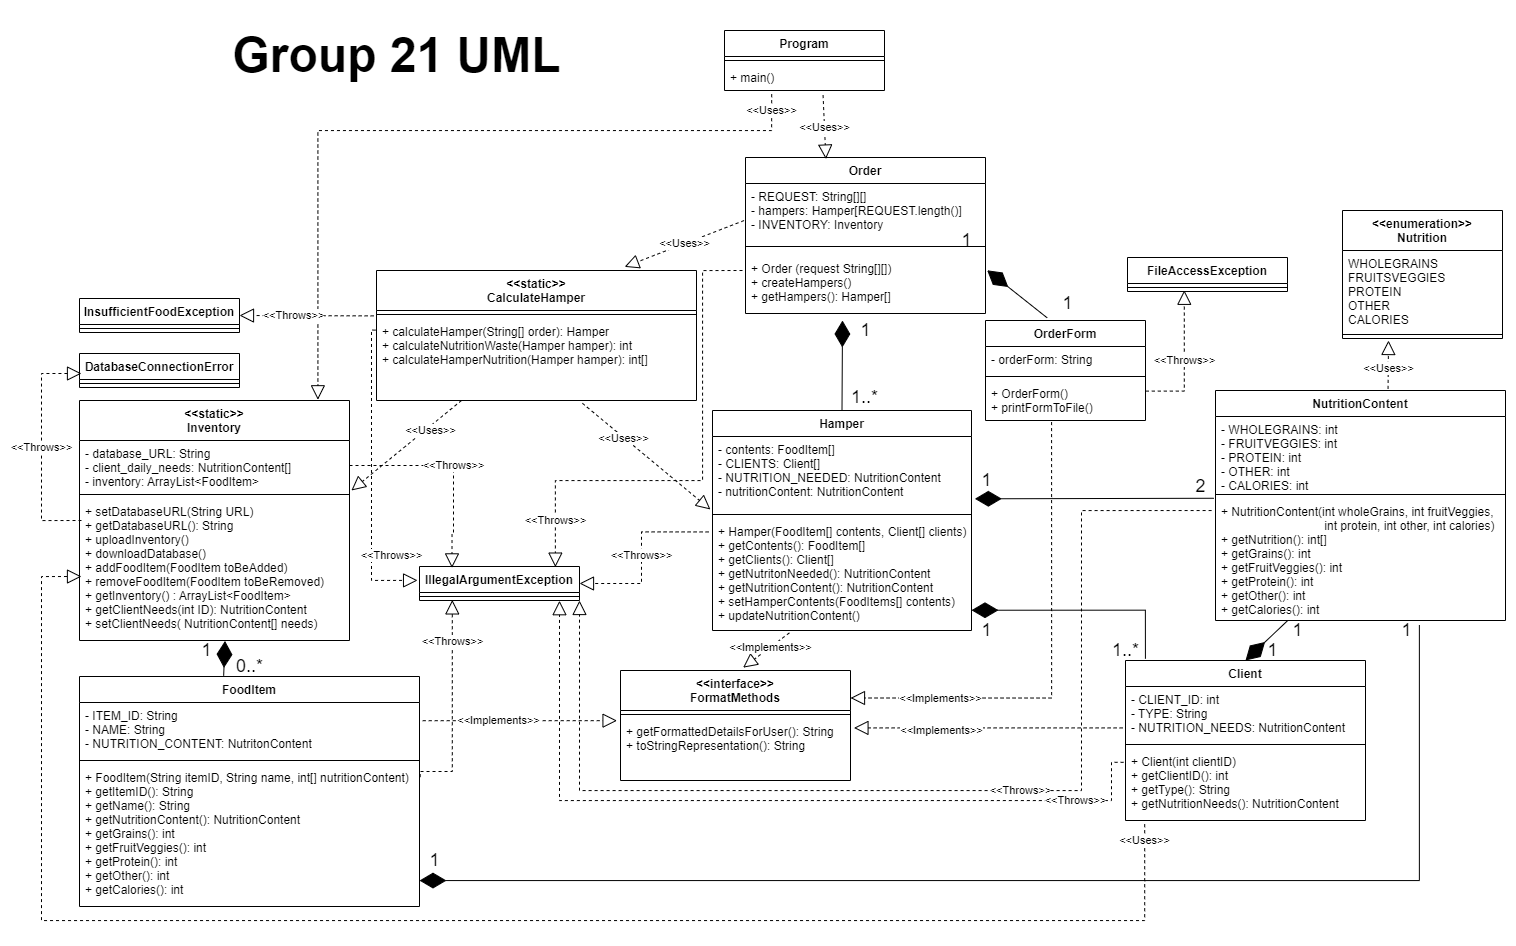 Group 21 UML
Program
+ main()
<<Uses>>
<<Uses>>
Order
- REQUEST: String[][]
- hampers: Hamper[REQUEST.length()]
- INVENTORY: Inventory
1
+ Order (request String[][])
+ createHampers()
+ getHampers(): Hamper[]
<<Uses>>
<<enumeration>>
Nutrition
WHOLEGRAINS
FRUITSVEGGIES
PROTEIN
OTHER
CALORIES
FileAccessException
<<static>>
CalculateHamper
+ calculateHamper(String[] order): Hamper
+ calculateNutritionWaste(Hamper hamper): int
+ calculateHamperNutrition(Hamper hamper): int[]
InsufficientFoodException
<<Throws>>
DatabaseConnectionError
1
1
OrderForm
- orderForm: String
+ OrderForm()
+ printFormToFile()
<<Throws>>
<<Uses>>
1..*
<<static>>
Inventory
- database_URL: String
- client_daily_needs: NutritionContent[]
- inventory: ArrayList<FoodItem>
+ setDatabaseURL(String URL)
+ getDatabaseURL(): String
+ uploadInventory()
+ downloadDatabase()
+ addFoodItem(FoodItem toBeAdded)
+ removeFoodItem(FoodItem toBeRemoved)
+ getInventory() : ArrayList<FoodItem>
+ getClientNeeds(int ID): NutritionContent
+ setClientNeeds( NutritionContent[] needs)
<<Throws>>
<<Uses>>
<<Uses>>
<<Throws>>
<<Throws>>
<<Throws>>
<<Throws>>
Hamper
- contents: FoodItem[]
- CLIENTS: Client[]
- NUTRITION_NEEDED: NutritionContent
- nutritionContent: NutritionContent
+ Hamper(FoodItem[] contents, Client[] clients)
+ getContents(): FoodItem[]
+ getClients(): Client[]
+ getNutritonNeeded(): NutritionContent
+ getNutritionContent(): NutritionContent
+ setHamperContents(FoodItems[] contents)
+ updateNutritionContent()
1
2
NutritionContent
- WHOLEGRAINS: int
- FRUITVEGGIES: int
- PROTEIN: int
- OTHER: int
- CALORIES: int
+ NutritionContent(int wholeGrains, int fruitVeggies,
int protein, int other, int calories)
+ getNutrition(): int[]
+ getGrains(): int
+ getFruitVeggies(): int
+ getProtein(): int
+ getOther(): int
+ getCalories(): int
IllegalArgumentException
<<Throws>>
1
1..*
1
1
1
<<Implements>>
1
0..*
FoodItem
- ITEM_ID: String
- NAME: String
- NUTRITION_CONTENT: NutritonContent
+ FoodItem(String itemID, String name, int[] nutritionContent)
+ getItemID(): String
+ getName(): String
+ getNutritionContent(): NutritionContent
+ getGrains(): int
+ getFruitVeggies(): int
+ getProtein(): int
+ getOther(): int
+ getCalories(): int
<<Implements>>
<<interface>>
FormatMethods
+ getFormattedDetailsForUser(): String
+ toStringRepresentation(): String
<<Implements>>
<<Implements>>
Client
- CLIENT_ID: int
- TYPE: String
- NUTRITION_NEEDS: NutritionContent
+ Client(int clientID)
+ getClientID(): int
+ getType(): String
+ getNutritionNeeds(): NutritionContent
<<Throws>>
<<Throws>>
<<Uses>>
1